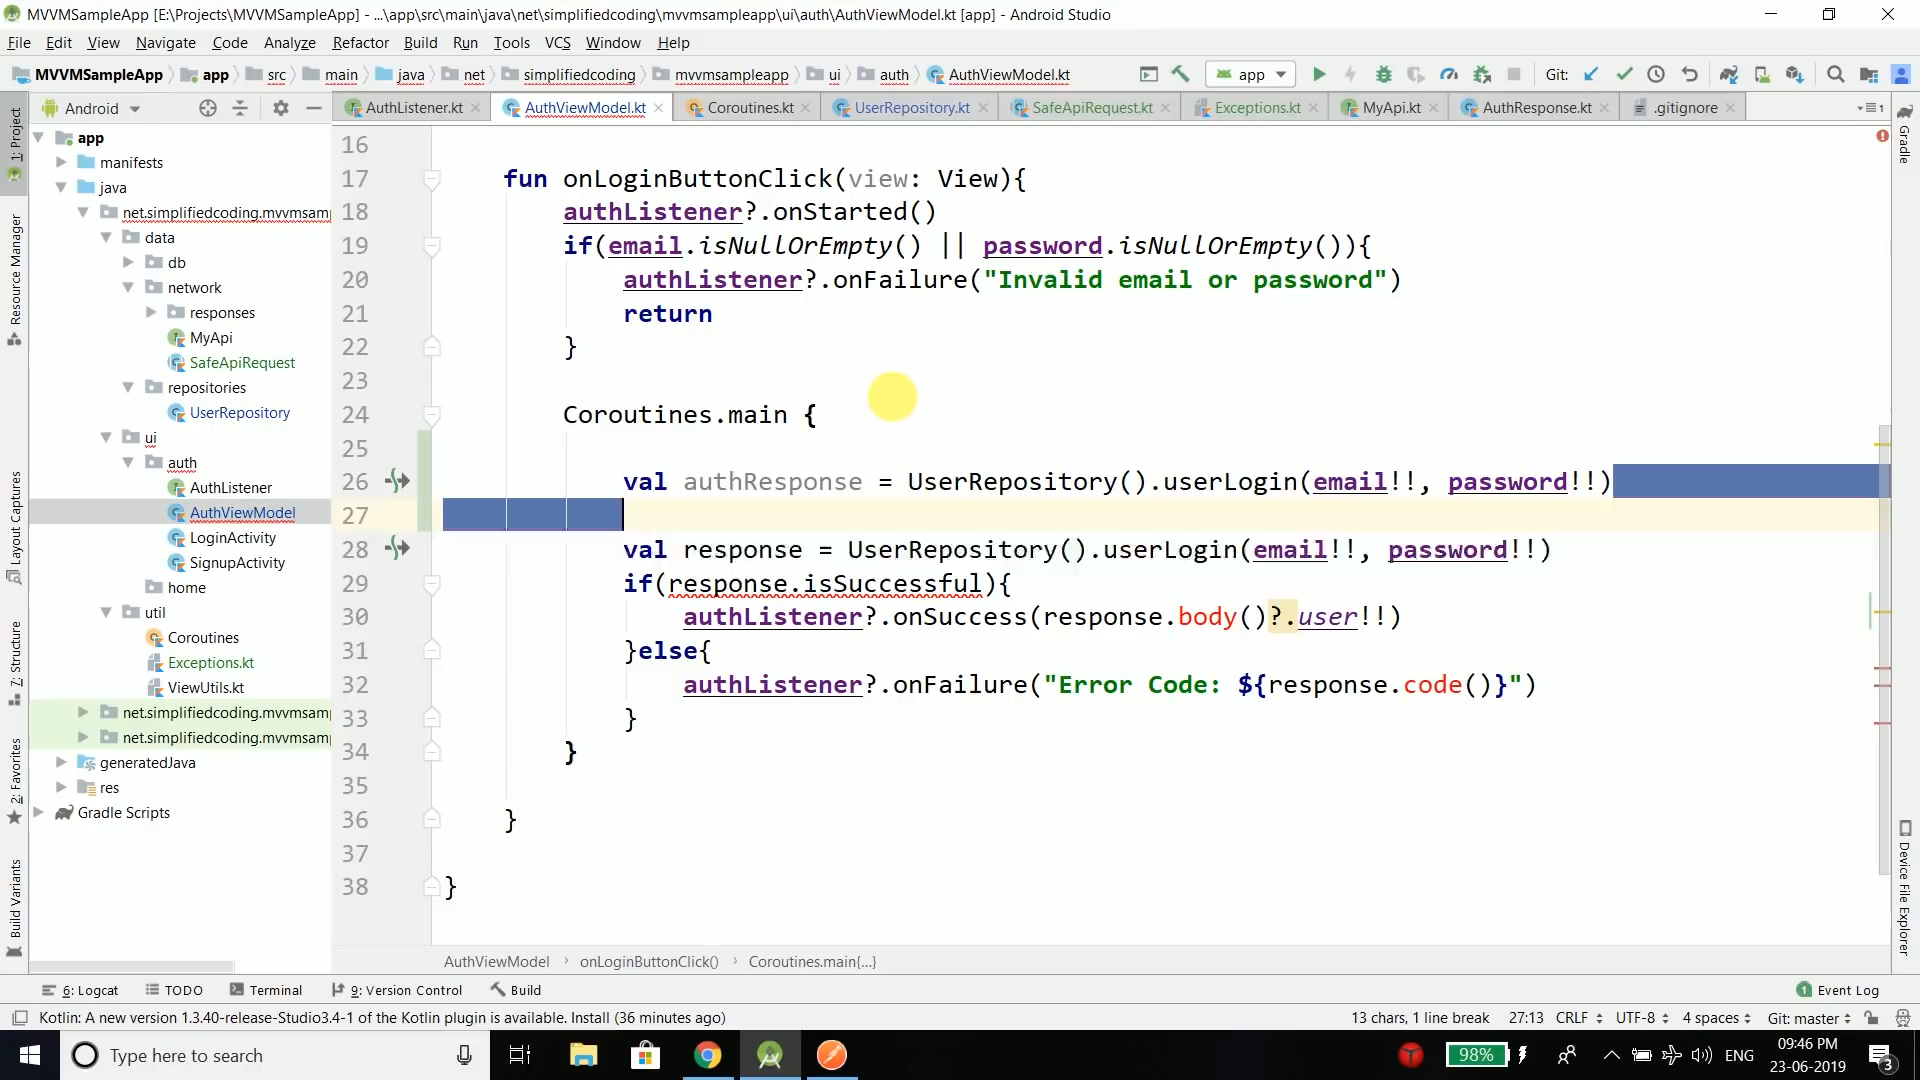 MVVMSampleApp [E:\Projects\MVVMSampleApp] - ...\app\src\main\java\net\simplifiedcoding\mvvmsampleapp\ui\auth\AuthViewModel.kt [app] - Android Studio
File Edit View Navigate Code Analyze Refactor Build Run Tools VCS Window Help
MVVMSampleApp app src main java net simplifiedcoding mvvmsampleapp ui auth AuthViewModel.kt app Git:
Android AuthListener.kt AuthViewModel.kt Coroutines.kt UserRepository.kt SafeApiRequest.kt Exceptions.kt MyApi.kt AuthResponse.kt .gitignore
1: Project
Resource Manager
Layout Captures
7: Structure
2: Favorites
Build Variants
app
manifests
java
net.simplifiedcoding.mvvmsam
data
db
network
responses
MyApi
SafeApiRequest
repositories
UserRepository
ui
auth
AuthListener
AuthViewModel
LoginActivity
SignupActivity
home
util
Coroutines
Exceptions.kt
ViewUtils.kt
net.simplifiedcoding.mvvmsam
net.simplifiedcoding.mvvmsam
generatedJava
res
Gradle Scripts
16
17 fun onLoginButtonClick(view: View){
18 authListener?.onStarted()
19 if(email.isNullOrEmpty() || password.isNullOrEmpty()){
20 authListener?.onFailure("Invalid email or password")
21 return
22 }
23
24 Coroutines.main {
25
26 val authResponse = UserRepository().userLogin(email!!, password!!)
27
28 val response = UserRepository().userLogin(email!!, password!!)
29 if(response.isSuccessful){
30 authListener?.onSuccess(response.body()?.user!!)
31 }else{
32 authListener?.onFailure("Error Code: ${response.code()}")
33 }
34 }
35
36 }
37
38 }
Gradle
Device File Explorer
AuthViewModel › onLoginButtonClick() › Coroutines.main{...}
6: Logcat TODO Terminal 9: Version Control Build 1 Event Log
Kotlin: A new version 1.3.40-release-Studio3.4-1 of the Kotlin plugin is available. Install (36 minutes ago) 13 chars, 1 line break 27:13 CRLF UTF-8 4 spaces Git: master
Type here to search 98% ENG 09:46 PM
23-06-2019 3